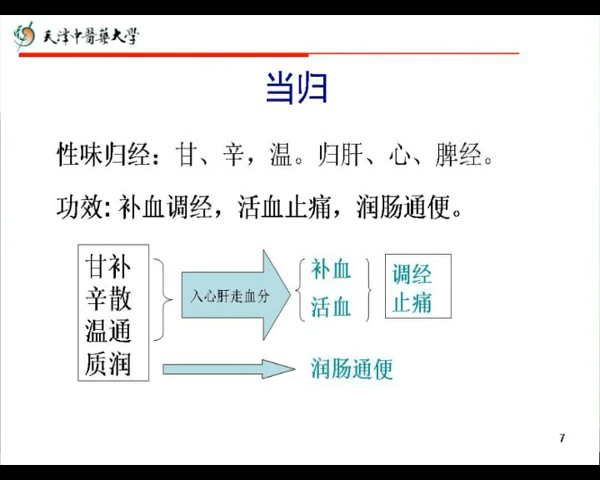 天津中医药大学
当归
性味归经：甘、辛，温。归肝、心、脾经。
功效: 补血调经，活血止痛，润肠通便。
甘补
辛散
温通
质润
入心肝走血分
补血
活血
调经
止痛
润肠通便
7